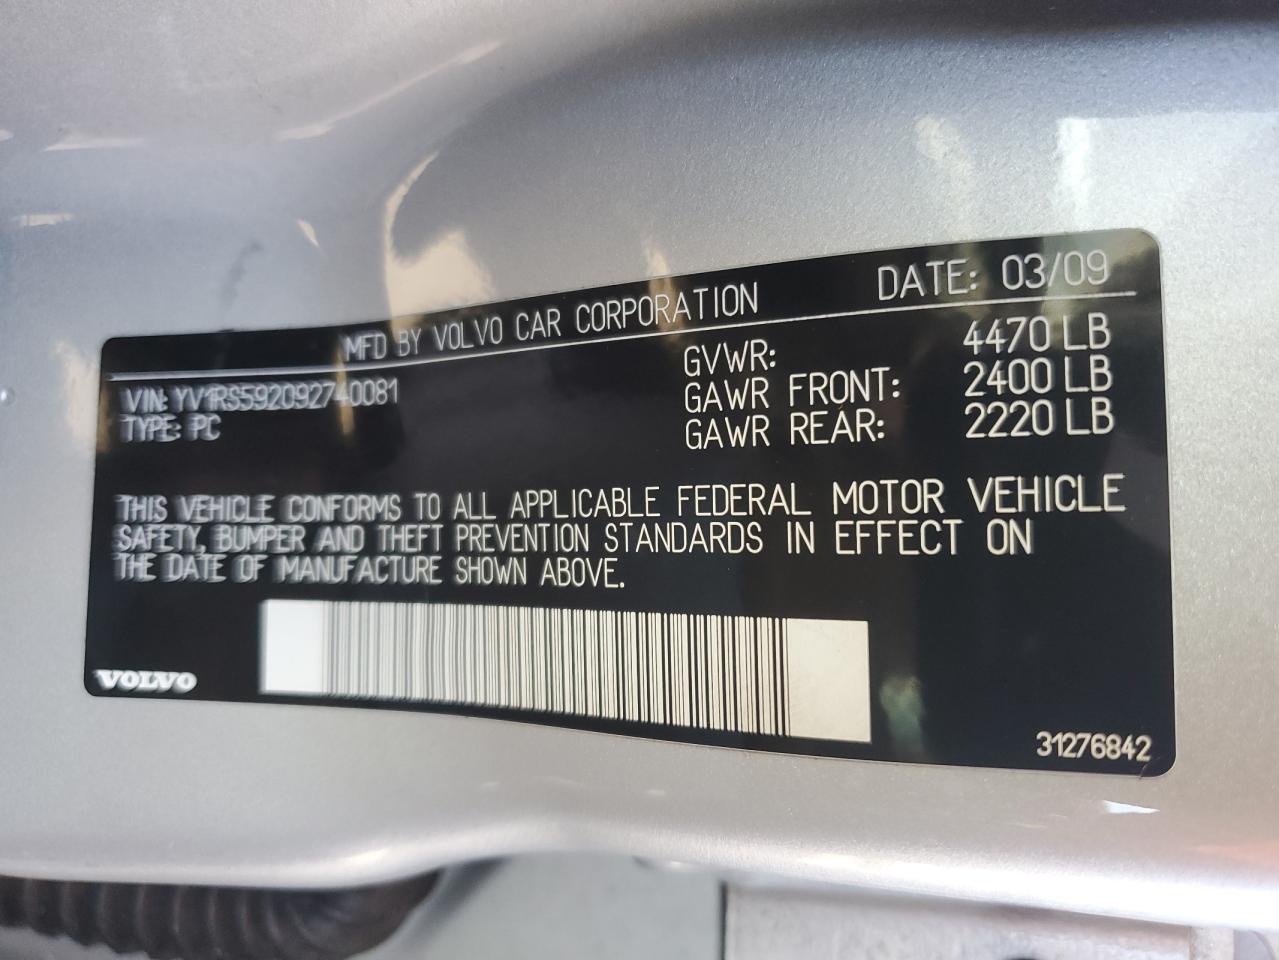 MFD BY VOLVO CAR CORPORATION DATE: 03/09
VIN: YV1RS592092740081
TYPE: PC
GVWR: 4470 LB
GAWR FRONT: 2400 LB
GAWR REAR: 2220 LB
THIS VEHICLE CONFORMS TO ALL APPLICABLE FEDERAL MOTOR VEHICLE
SAFETY, BUMPER AND THEFT PREVENTION STANDARDS IN EFFECT ON
THE DATE OF MANUFACTURE SHOWN ABOVE.
VOLVO
31276842